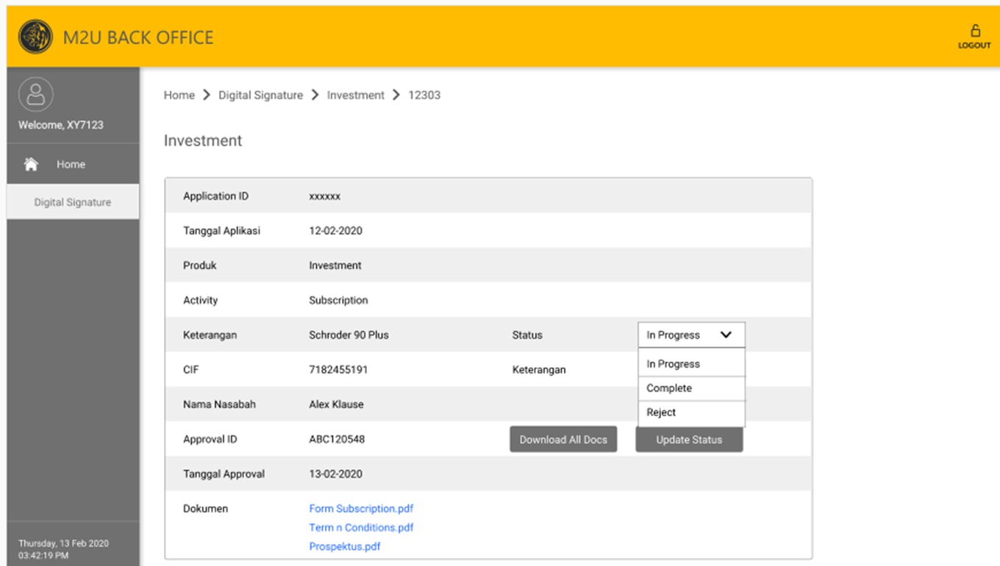 M2U BACK OFFICE
LOGOUT
Welcome, XY7123
Home
Digital Signature
Thursday, 13 Feb 2020
03:42:19 PM
Home > Digital Signature > Investment > 12303
Investment
Application ID xxxxxx
Tanggal Aplikasi 12-02-2020
Produk Investment
Activity Subscription
Keterangan Schroder 90 Plus Status In Progress
In Progress
CIF 7182455191 Keterangan
Complete
Nama Nasabah Alex Klause
Reject
Approval ID ABC120548 Download All Docs Update Status
Tanggal Approval 13-02-2020
Dokumen Form Subscription.pdf
Term n Conditions.pdf
Prospektus.pdf